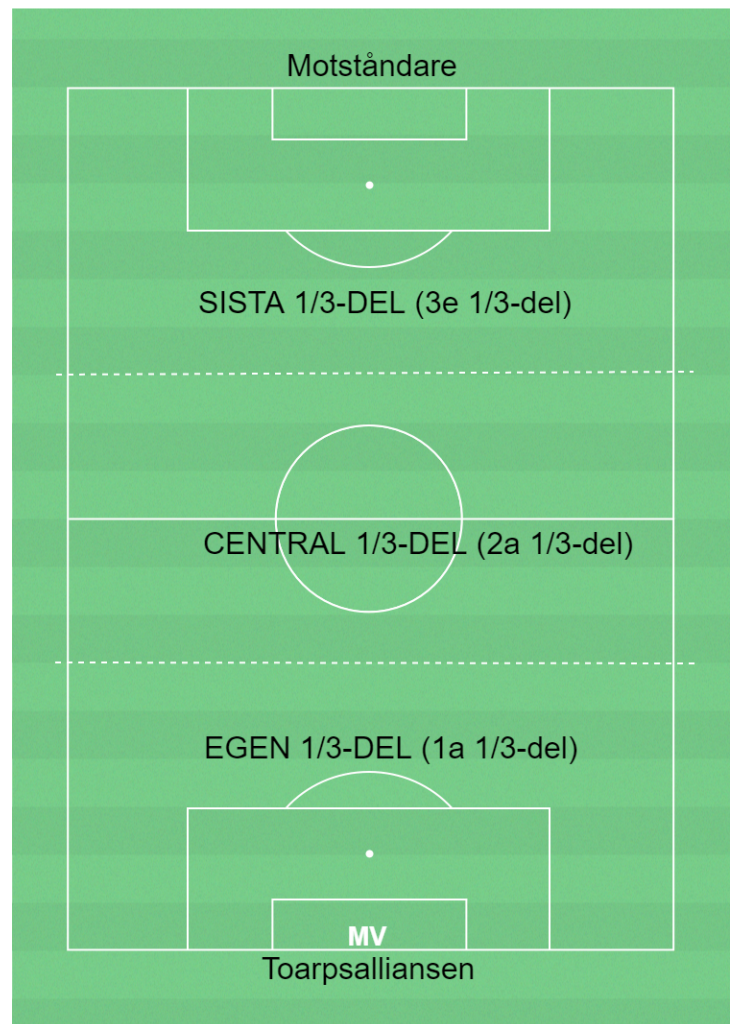 Motståndare
SISTA 1/3-DEL (3e 1/3-del)
CENTRAL 1/3-DEL (2a 1/3-del)
EGEN 1/3-DEL (1a 1/3-del)
MV
Toarpsalliansen